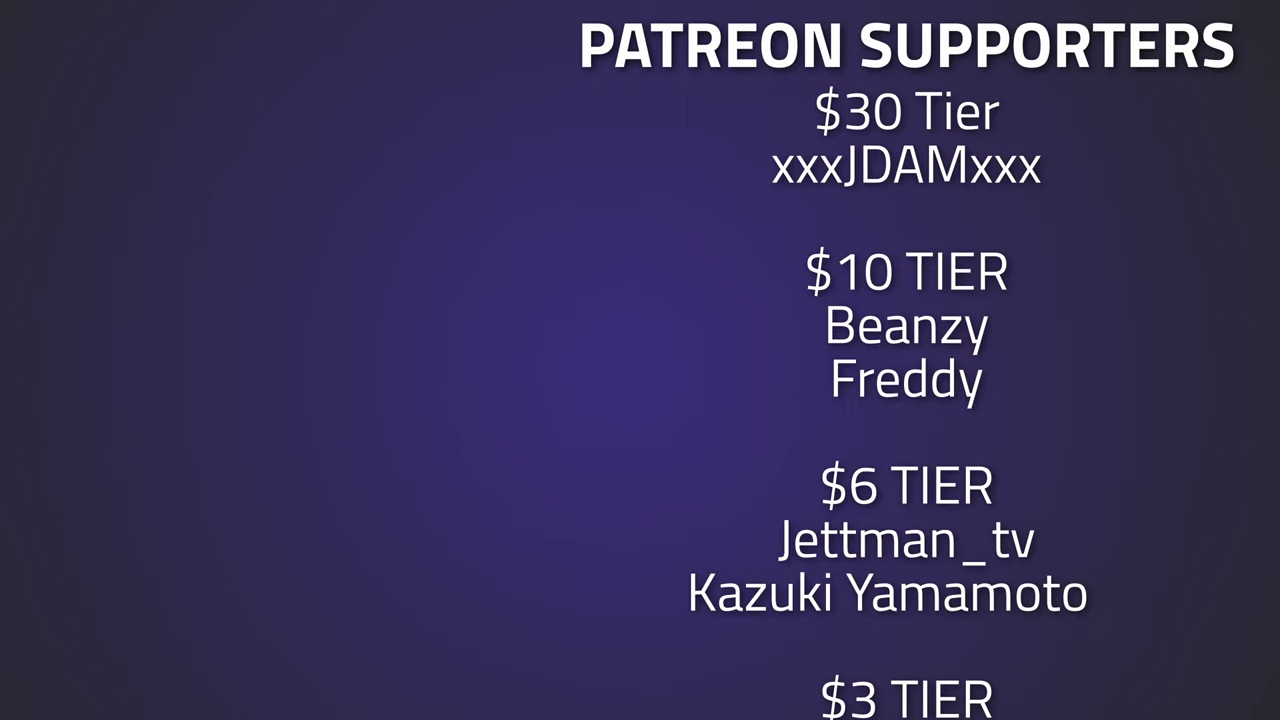 PATREON SUPPORTERS
$30 Tier
xxxJDAMxxx
$10 TIER
Beanzy
Freddy
$6 TIER
Jettman_tv
Kazuki Yamamoto
$3 TIER